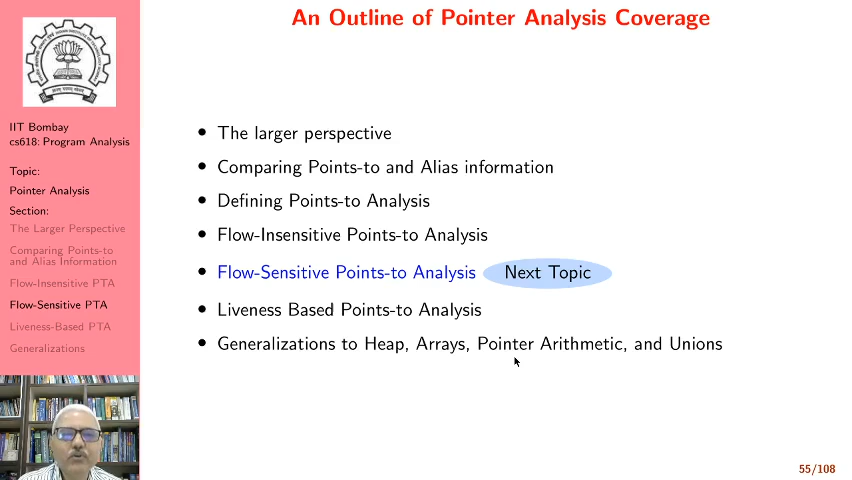 An Outline of Pointer Analysis Coverage
IIT Bombay
cs618: Program Analysis
Topic:
Pointer Analysis
Section:
The Larger Perspective
Comparing Points-to
and Alias Information
Flow-Insensitive PTA
Flow-Sensitive PTA
Liveness-Based PTA
Generalizations
• The larger perspective
• Comparing Points-to and Alias information
• Defining Points-to Analysis
• Flow-Insensitive Points-to Analysis
• Flow-Sensitive Points-to Analysis Next Topic
• Liveness Based Points-to Analysis
• Generalizations to Heap, Arrays, Pointer Arithmetic, and Unions
55/108